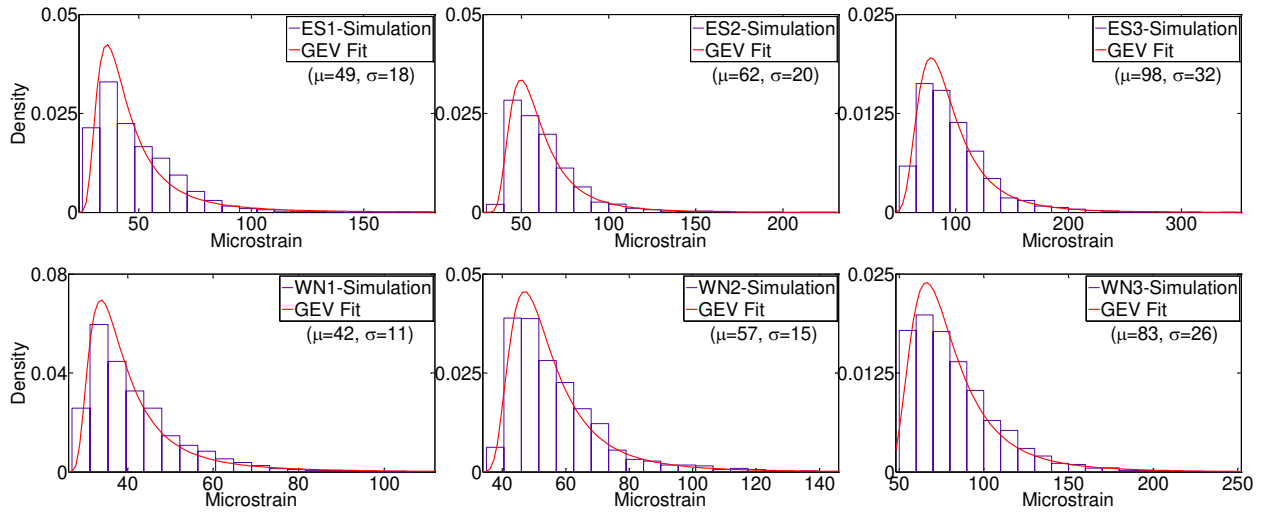 0.05
0.025
0
Density
ES1-Simulation
GEV Fit
(μ=49, σ=18)
50 100 150
Microstrain
0.05
0.025
0
ES2-Simulation
GEV Fit
(μ=62, σ=20)
50 100 150 200
Microstrain
0.025
0.0125
0
ES3-Simulation
GEV Fit
(μ=98, σ=32)
100 200 300
Microstrain
0.08
0.04
0
Density
WN1-Simulation
GEV Fit
(μ=42, σ=11)
40 60 80 100
Microstrain
0.05
0.025
0
WN2-Simulation
GEV Fit
(μ=57, σ=15)
40 60 80 100 120 140
Microstrain
0.025
0.0125
0
WN3-Simulation
GEV Fit
(μ=83, σ=26)
50 100 150 200 250
Microstrain